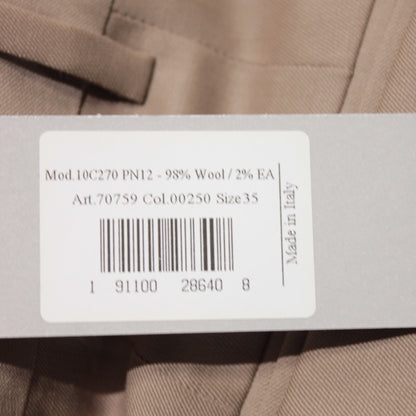 Mod.10C270 PN12 - 98% Wool / 2% EA
Art.70759 Col.00250 Size35
Made in Italy
1 91100 28640 8